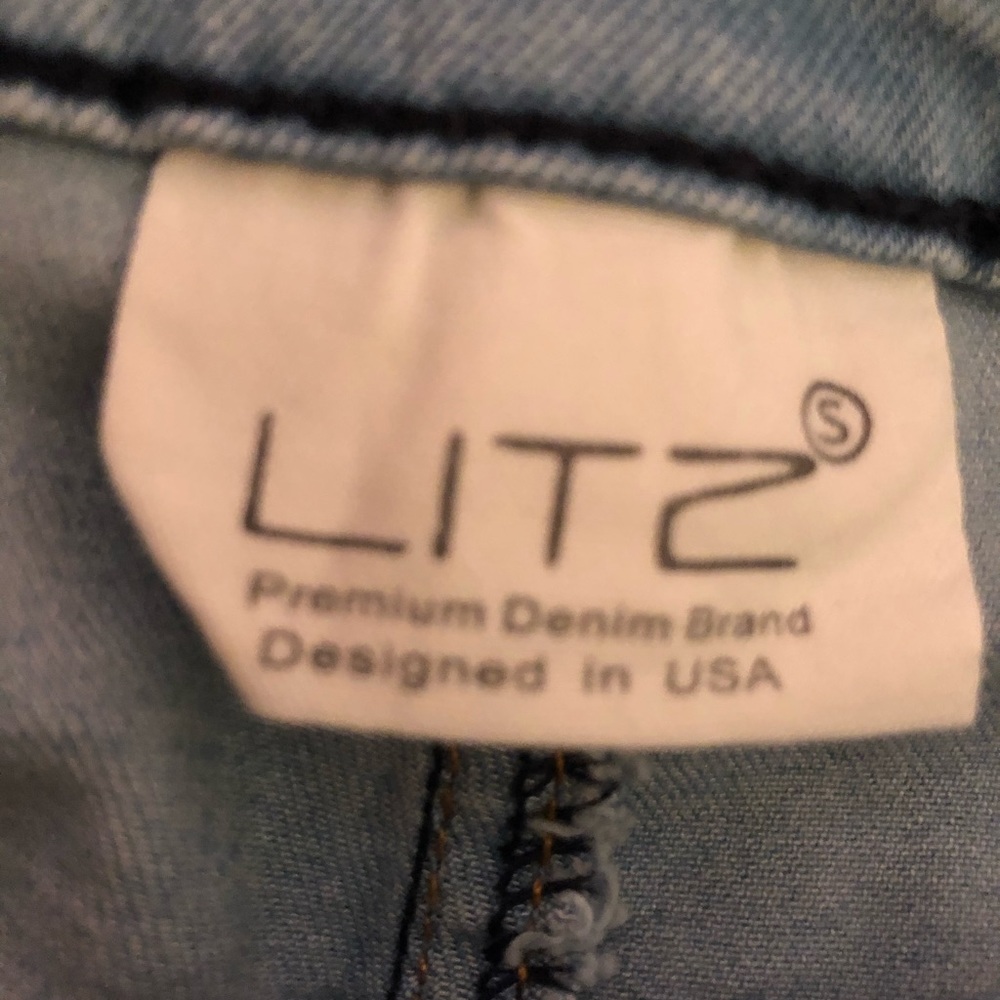 LITZ Ⓢ
Premium Denim Brand
Designed in USA